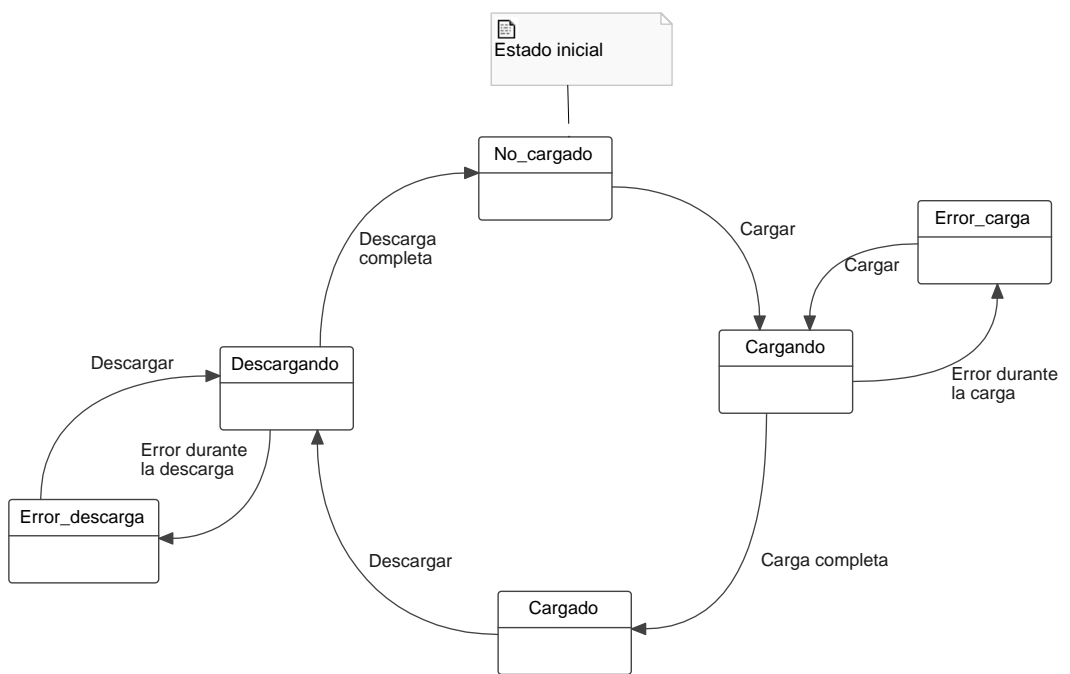 Estado inicial
No_cargado
Error_carga
Cargar
Descarga
completa
Cargar
Cargando
Descargando
Descargar
Error durante
la carga
Error durante
la descarga
Error_descarga
Descargar
Carga completa
Cargado